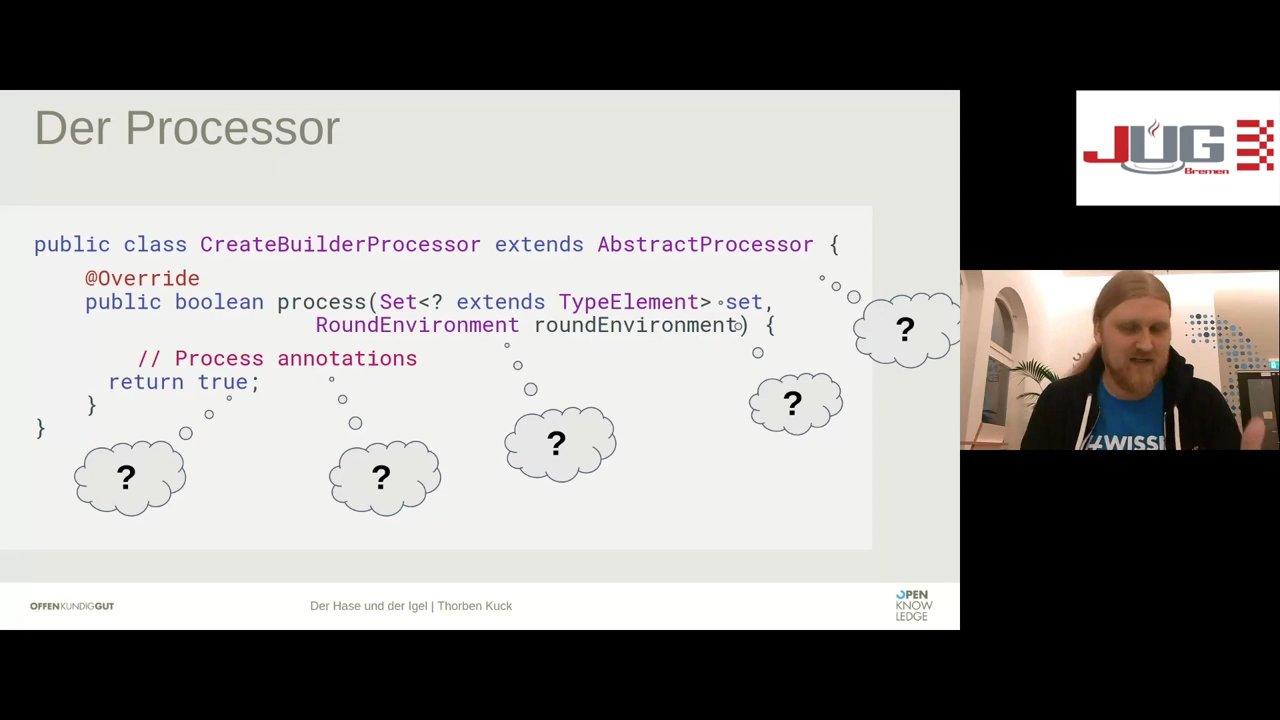 Der Processor
public class CreateBuilderProcessor extends AbstractProcessor {
@Override
public boolean process(Set<? extends TypeElement> set,
RoundEnvironment roundEnvironment) {
// Process annotations
return true;
}
}
?
?
?
?
?
OFFENKUNDIGGUT
Der Hase und der Igel | Thorben Kuck
OPEN
KNOW
LEDGE
JUG
Bremen
#WISSI